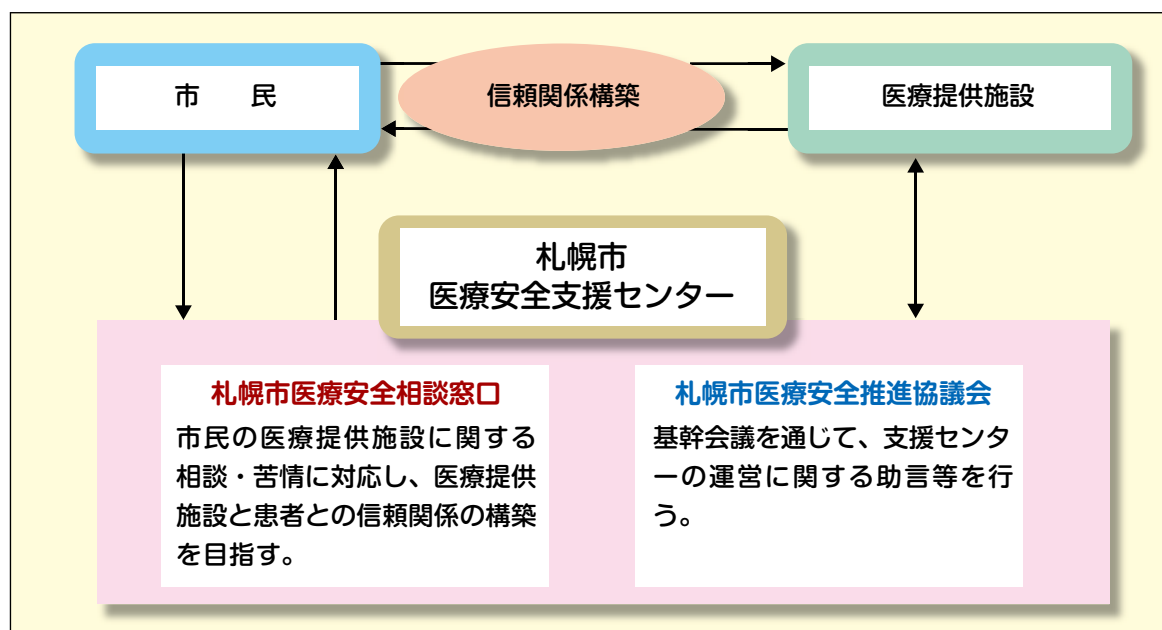 市　　民
信頼関係構築
医療提供施設
札幌市
医療安全支援センター
札幌市医療安全相談窓口
市民の医療提供施設に関する
相談・苦情に対応し、医療提供
施設と患者との信頼関係の構築
を目指す。
札幌市医療安全推進協議会
基幹会議を通じて、支援センタ
ーの運営に関する助言等を行
う。